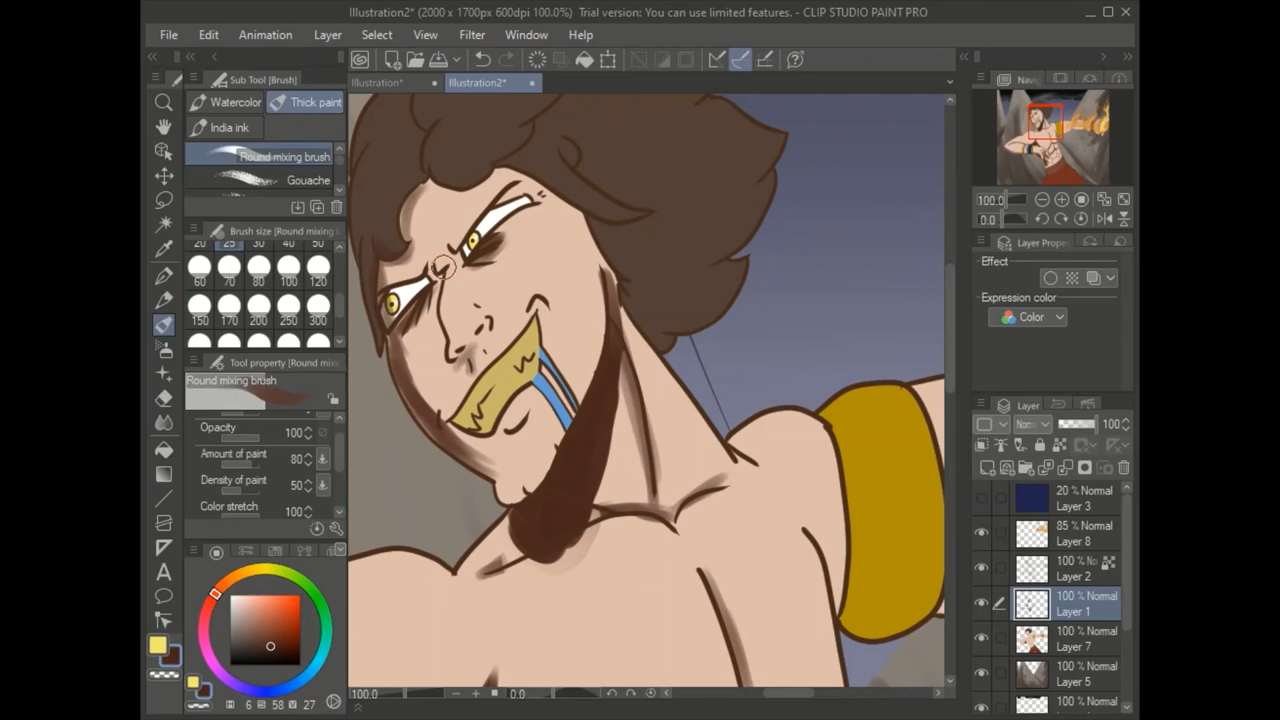 Illustration2* (2000 x 1700px 600dpi 100.0%)  Trial version: You can use limited features. - CLIP STUDIO PAINT PRO
File Edit Animation Layer Select View Filter Window Help
Sub Tool [Brush]
Illustration*
Illustration2*
Navig
Watercolor
Thick paint
India ink
Round mixing brush
Gouache
100.0
0.0
Brush size [Round mixing
20 25 30 40 50
60 70 80 100 120
150 170 200 250 300
Layer Proper
Effect
Expression color
Color
Tool property [Round mixin
Round mixing brush
Opacity 100
Amount of paint 80
Density of paint 50
Color stretch 100
Layer
Norm
100
20 % Normal
Layer 3
85 % Normal
Layer 8
100 % No
Layer 2
100 % Normal
Layer 1
100 % Normal
Layer 7
100 % Normal
Layer 5
100 % Normal
A
6 58 27
100.0
0.0